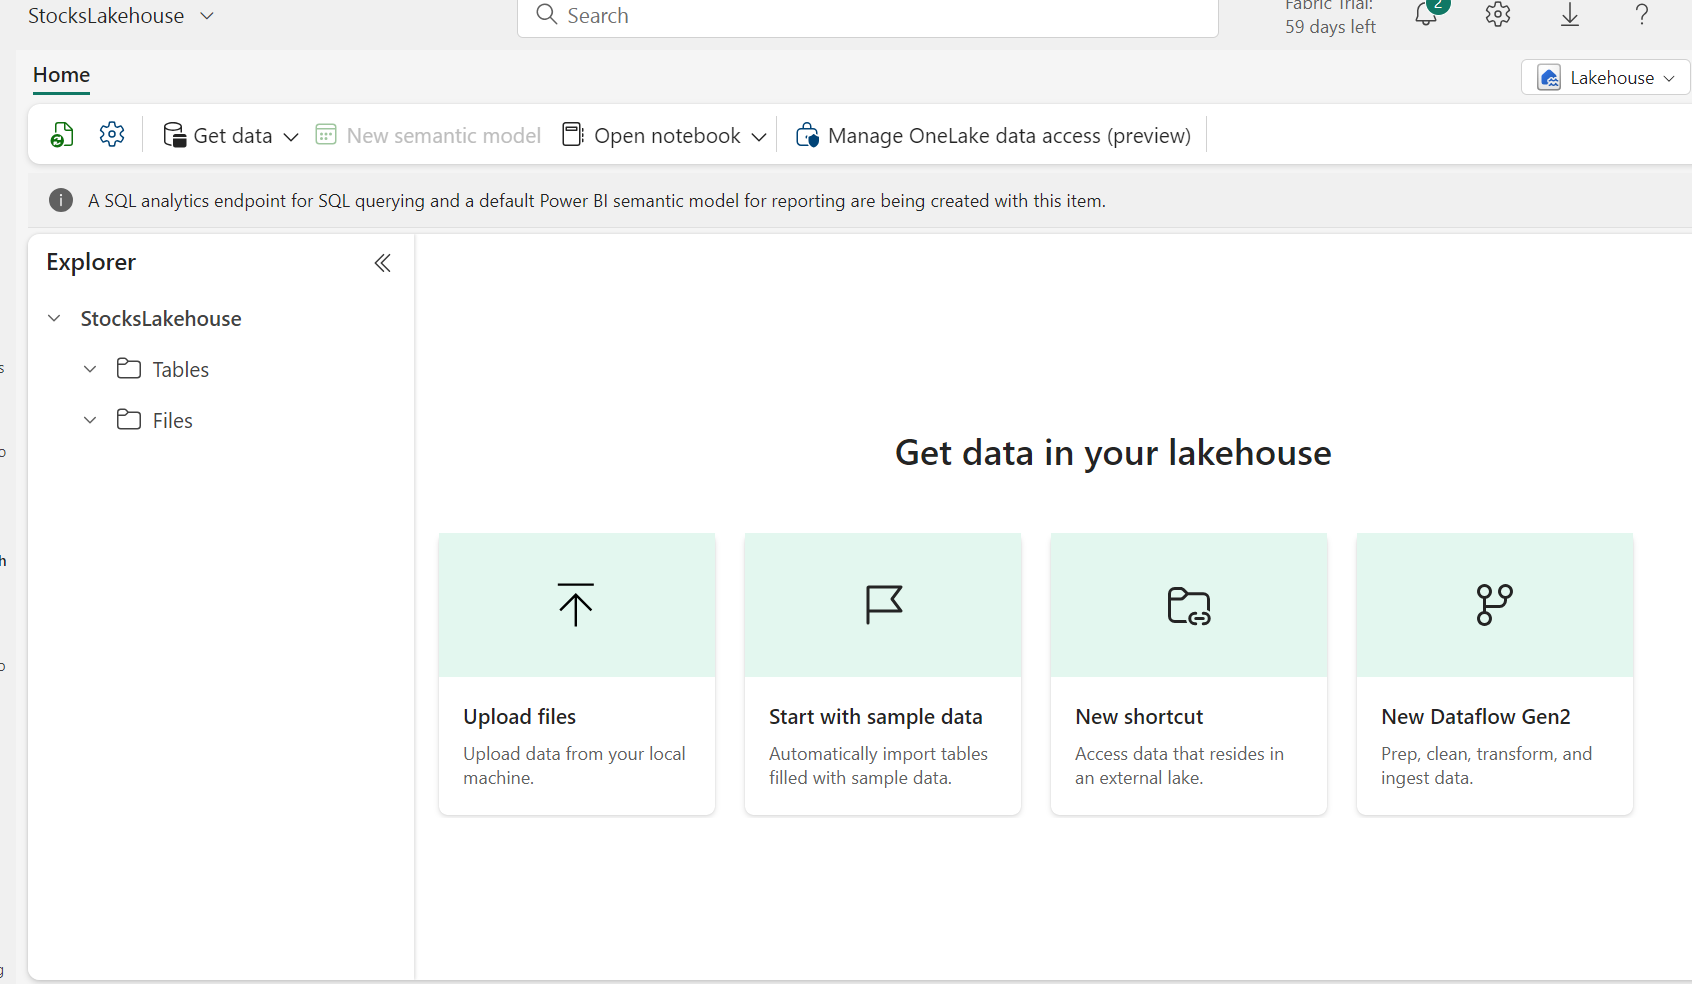 StocksLakehouse
Search
Fabric Trial:
59 days left
2
?
Home
Lakehouse
Get data
New semantic model
Open notebook
Manage OneLake data access (preview)
A SQL analytics endpoint for SQL querying and a default Power BI semantic model for reporting are being created with this item.
Explorer
StocksLakehouse
Tables
Files
Get data in your lakehouse
Upload files
Upload data from your local
machine.
Start with sample data
Automatically import tables
filled with sample data.
New shortcut
Access data that resides in
an external lake.
New Dataflow Gen2
Prep, clean, transform, and
ingest data.